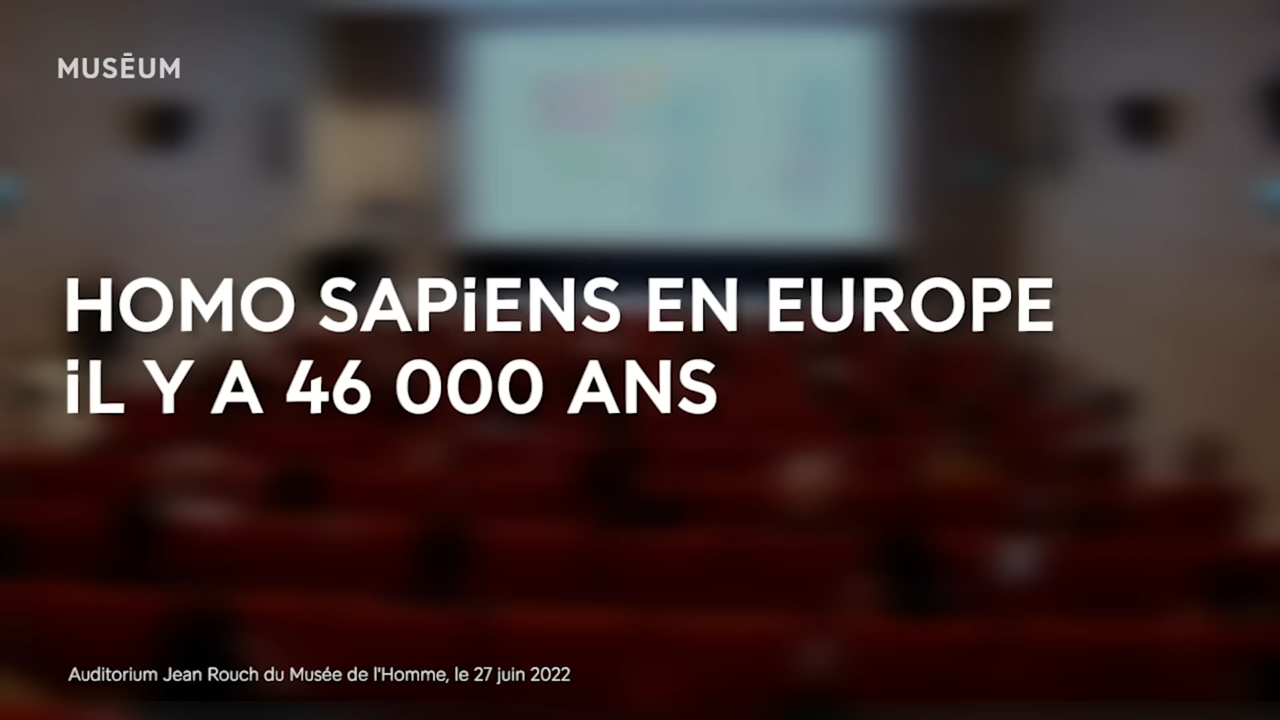 MUSĒUM
HOMO SAPiENS EN EUROPE
iL Y A 46 000 ANS
Auditorium Jean Rouch du Musée de l'Homme, le 27 juin 2022